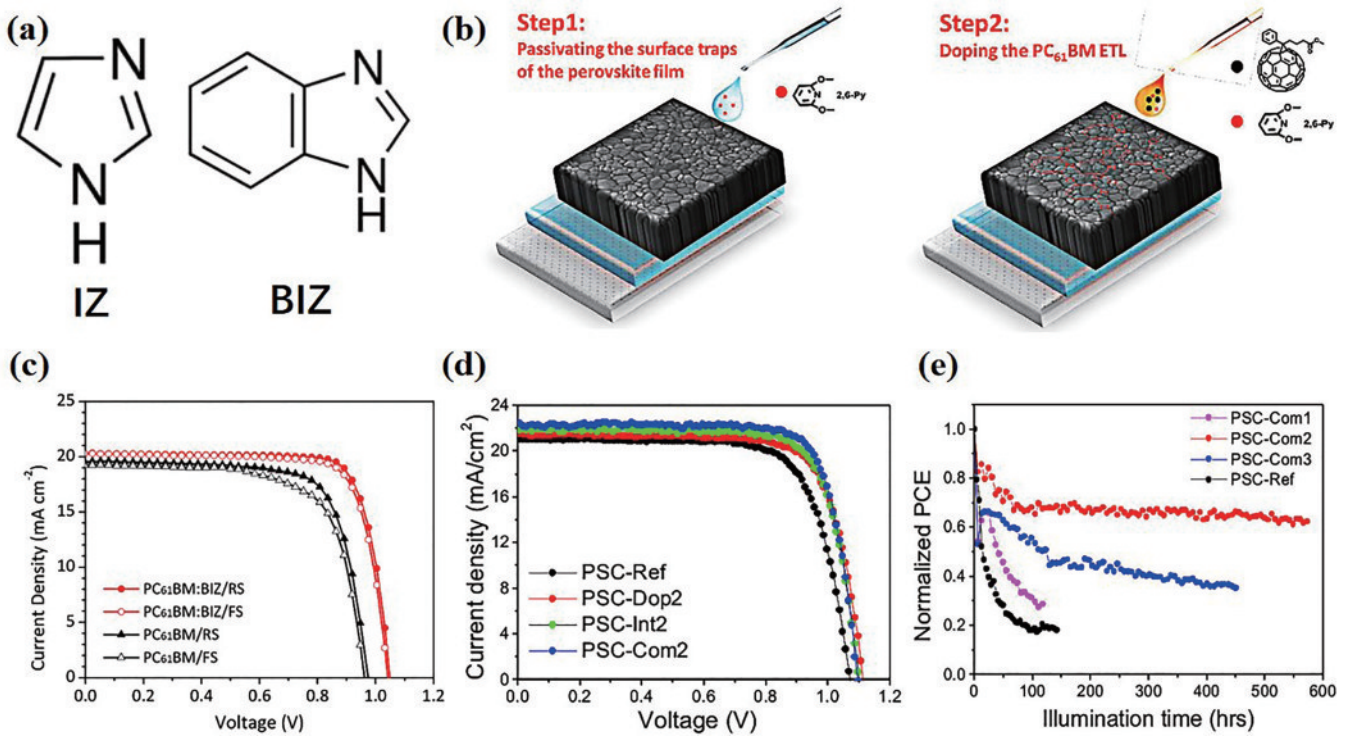 (a)
N
N
H
IZ
N
N
H
BIZ
(b)
Step1:
Passivating the surface traps
of the perovskite film
N
O
O
2,6-Py
Step2:
Doping the PC₆₁BM ETL
N
O
O
2,6-Py
(c)
Current Density (mA cm⁻²)
25
20
15
10
5
0
PC₆₁BM:BIZ/RS
PC₆₁BM:BIZ/FS
PC₆₁BM/RS
PC₆₁BM/FS
0.0 0.2 0.4 0.6 0.8 1.0 1.2
Voltage (V)
(d)
Current density (mA/cm²)
24
20
16
12
8
4
0
PSC-Ref
PSC-Dop2
PSC-Int2
PSC-Com2
0.0 0.2 0.4 0.6 0.8 1.0 1.2
Voltage (V)
(e)
Normalized PCE
1.0
0.8
0.6
0.4
0.2
0.0
PSC-Com1
PSC-Com2
PSC-Com3
PSC-Ref
0 150 300 450 600
Illumination time (hrs)